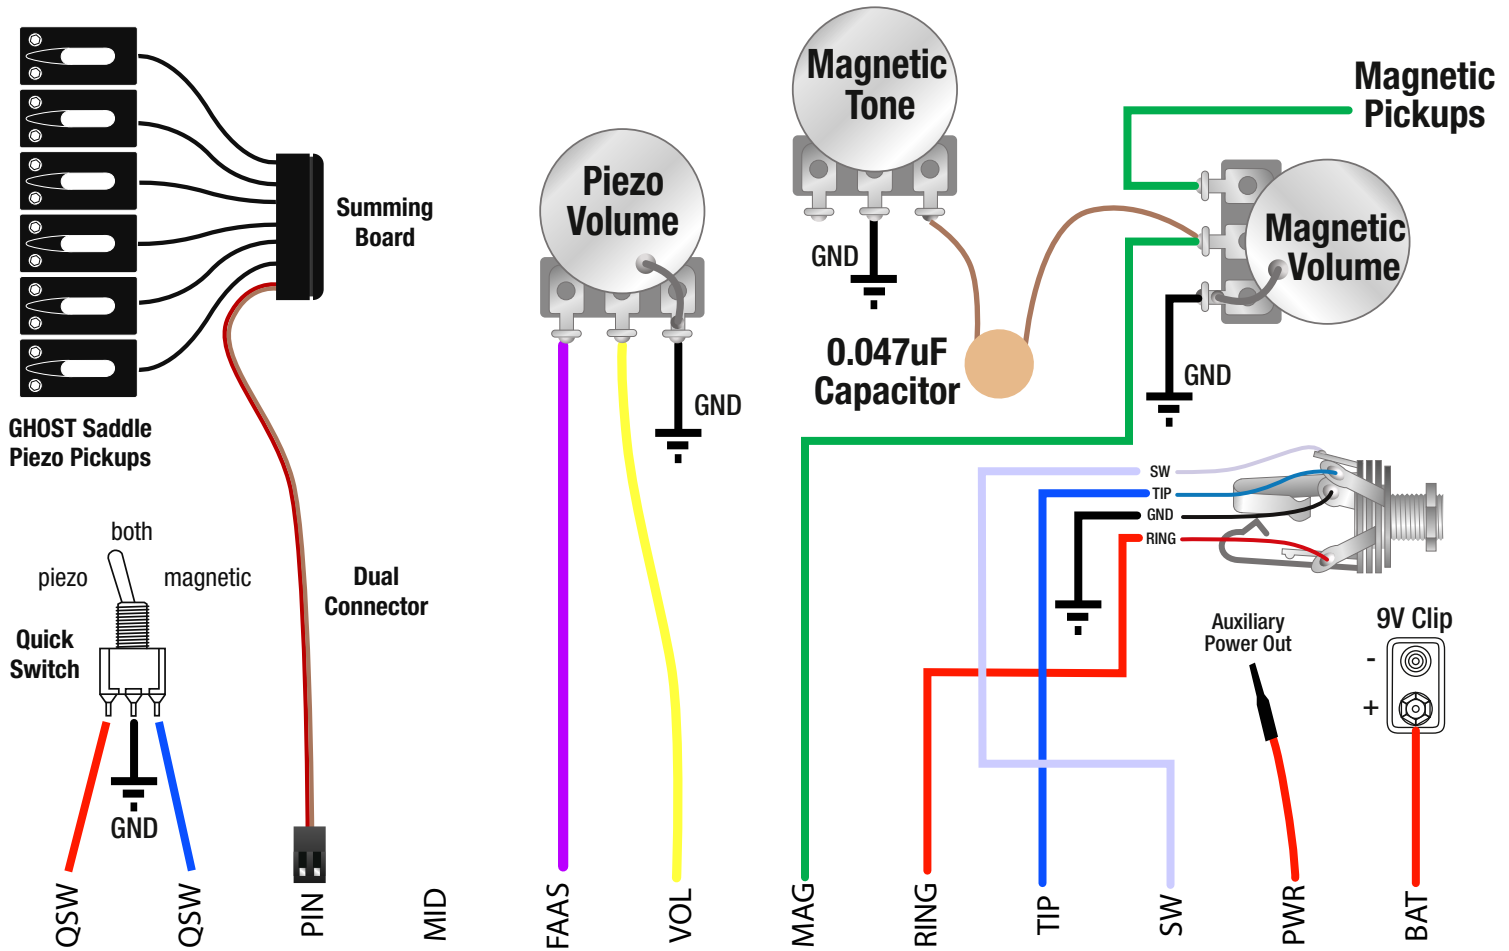 Magnetic
Tone
Magnetic
Pickups
Piezo
Volume
Summing
Board
Magnetic
Volume
GND
0.047uF
Capacitor
GND
GND
GHOST Saddle
Piezo Pickups
SW
TIP
GND
RING
both
piezo
magnetic
Dual
Connector
Quick
Switch
Auxiliary
Power Out
9V Clip
-
+
GND
QSW
QSW
PIN
MID
FAAS
VOL
MAG
RING
TIP
SW
PWR
BAT